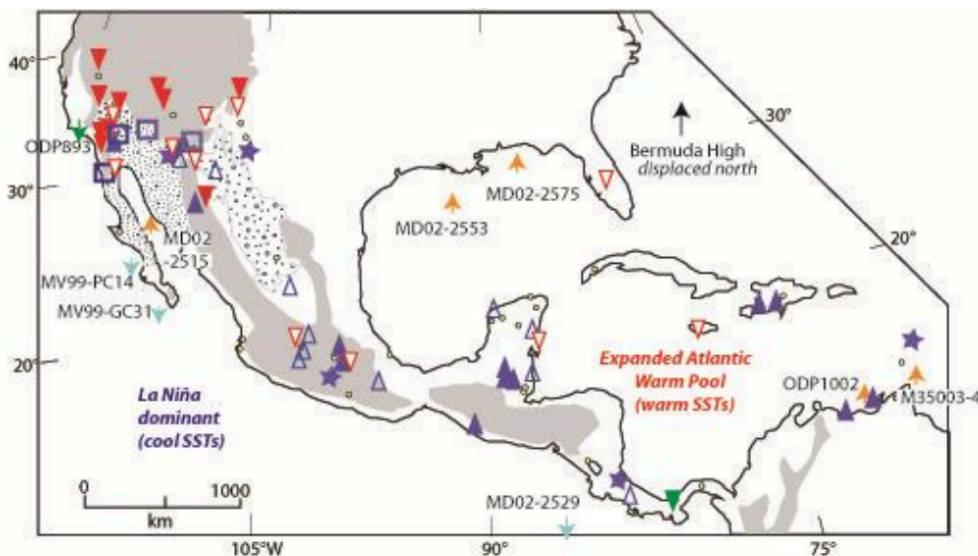 40°
30°
ODP893
Bermuda High
displaced north
30°
MD02-2575
MD02-2553
20°
MD02
-2515
MV99-PC14
MV99-GC31
20°
Expanded Atlantic
Warm Pool
(warm SSTs)
ODP1002
M35003-4
La Niña
dominant
(cool SSTs)
0
1000
km
MD02-2529
105°W
90°
75°